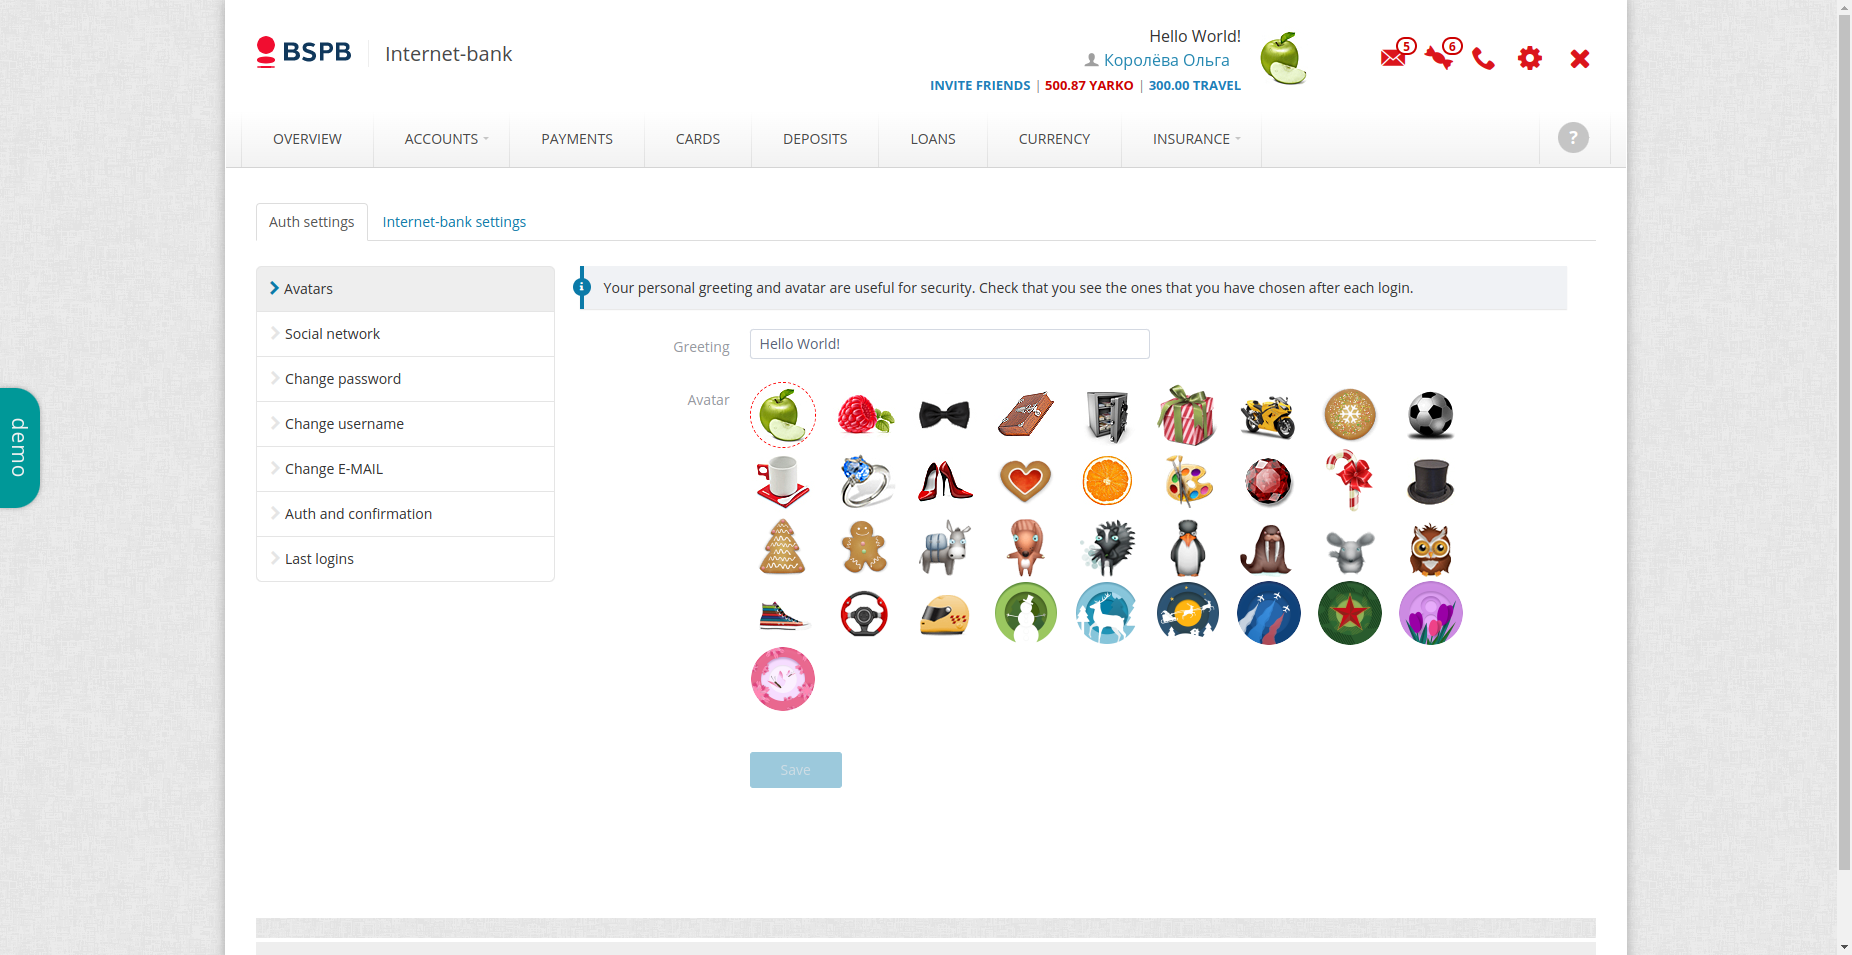 BSPB Internet-bank
Hello World!
Королёва Ольга
INVITE FRIENDS | 500.87 YARKO | 300.00 TRAVEL
5
6
OVERVIEW ACCOUNTS PAYMENTS CARDS DEPOSITS LOANS CURRENCY INSURANCE ?
Auth settings Internet-bank settings
Avatars
Social network
Change password
Change username
Change E-MAIL
Auth and confirmation
Last logins
Your personal greeting and avatar are useful for security. Check that you see the ones that you have chosen after each login.
Greeting Hello World!
Avatar
Save
demo